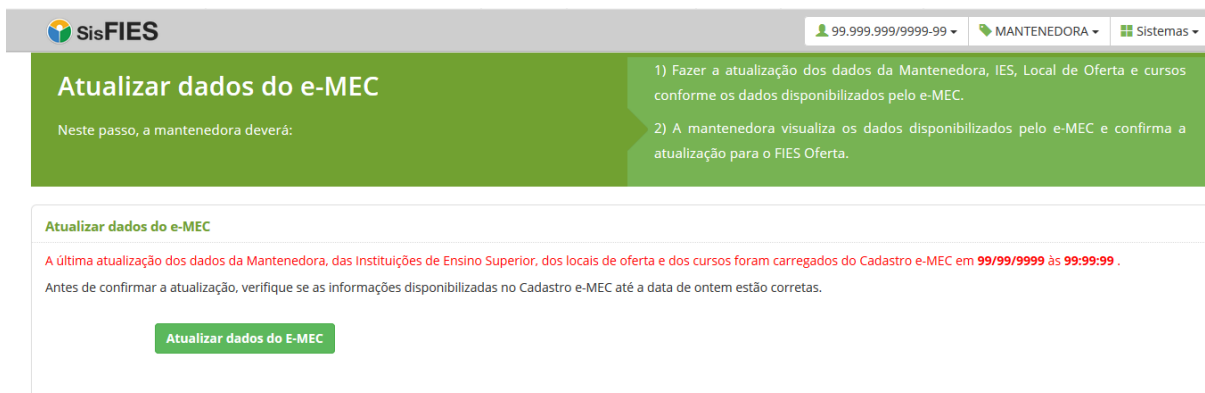 SisFIES
99.999.999/9999-99
MANTENEDORA
Sistemas
Atualizar dados do e-MEC
Neste passo, a mantenedora deverá:
1) Fazer a atualização dos dados da Mantenedora, IES, Local de Oferta e cursos
conforme os dados disponibilizados pelo e-MEC.
2) A mantenedora visualiza os dados disponibilizados pelo e-MEC e confirma a
atualização para o FIES Oferta.
Atualizar dados do e-MEC
A última atualização dos dados da Mantenedora, das Instituições de Ensino Superior, dos locais de oferta e dos cursos foram carregados do Cadastro e-MEC em 99/99/9999 às 99:99:99 .
Antes de confirmar a atualização, verifique se as informações disponibilizadas no Cadastro e-MEC até a data de ontem estão corretas.
Atualizar dados do E-MEC